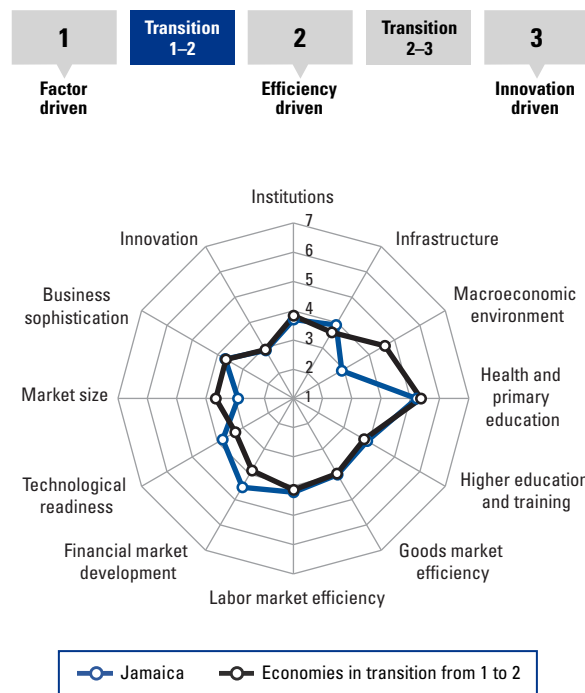 1
Transition
1–2
2
Transition
2–3
3
Factor
driven
Efficiency
driven
Innovation
driven
Institutions
7
Innovation
6
Infrastructure
5
Business
sophistication
4
Macroeconomic
environment
3
2
Market size
1
Health and
primary
education
Technological
readiness
Higher education
and training
Financial market
development
Goods market
efficiency
Labor market efficiency
Jamaica
Economies in transition from 1 to 2